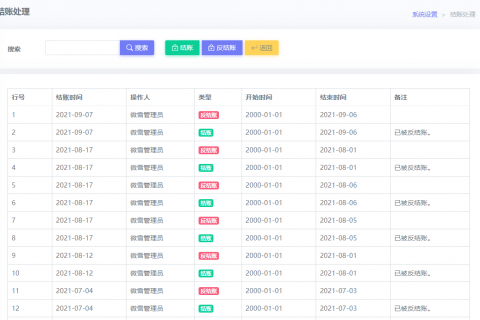 结账处理
系统设置 > 结账处理
搜索 搜索 结账 反结账 返回
行号 结账时间 操作人 类型 开始时间 结束时间 备注
1 2021-09-07 微雪管理员 反结账 2000-01-01 2021-09-06
2 2021-09-07 微雪管理员 结账 2000-01-01 2021-09-06 已被反结账。
3 2021-08-17 微雪管理员 反结账 2000-01-01 2021-08-01
4 2021-08-17 微雪管理员 结账 2000-01-01 2021-08-01 已被反结账。
5 2021-08-17 微雪管理员 反结账 2000-01-01 2021-08-06
6 2021-08-17 微雪管理员 结账 2000-01-01 2021-08-06 已被反结账。
7 2021-08-17 微雪管理员 反结账 2000-01-01 2021-08-05
8 2021-08-17 微雪管理员 结账 2000-01-01 2021-08-05 已被反结账。
9 2021-08-12 微雪管理员 反结账 2000-01-01 2021-08-01
10 2021-08-12 微雪管理员 结账 2000-01-01 2021-08-01 已被反结账。
11 2021-07-04 微雪管理员 反结账 2000-01-01 2021-07-03
12 2021-07-04 微雪管理员 结账 2000-01-01 2021-07-03 已被反结账。